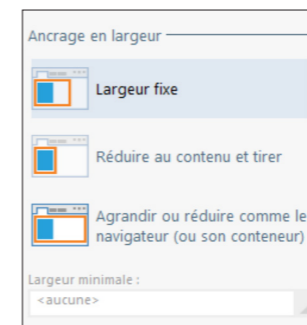 Ancrage en largeur
Largeur fixe
Réduire au contenu et tirer
Agrandir ou réduire comme le
navigateur (ou son conteneur)
Largeur minimale :
<aucune>